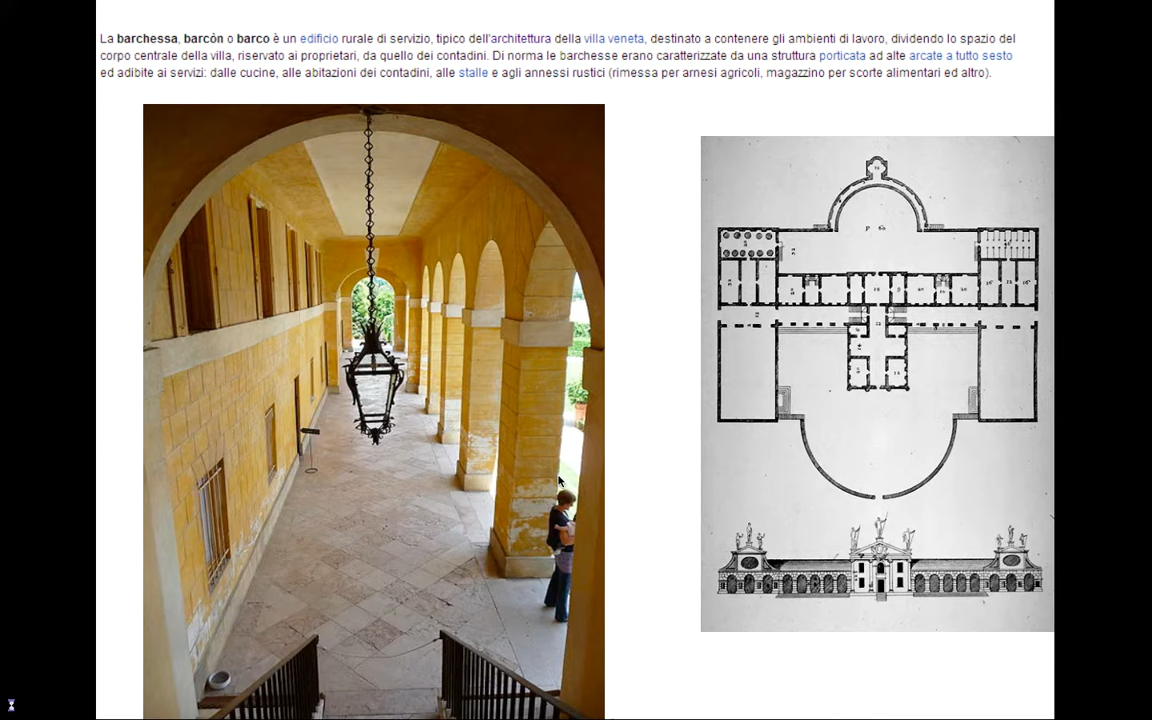 La barchessa, barcòn o barco è un edificio rurale di servizio, tipico dell'architettura della villa veneta, destinato a contenere gli ambienti di lavoro, dividendo lo spazio del
corpo centrale della villa, riservato ai proprietari, da quello dei contadini. Di norma le barchesse erano caratterizzate da una struttura porticata ad alte arcate a tutto sesto
ed adibite ai servizi: dalle cucine, alle abitazioni dei contadini, alle stalle e agli annessi rustici (rimessa per arnesi agricoli, magazzino per scorte alimentari ed altro).